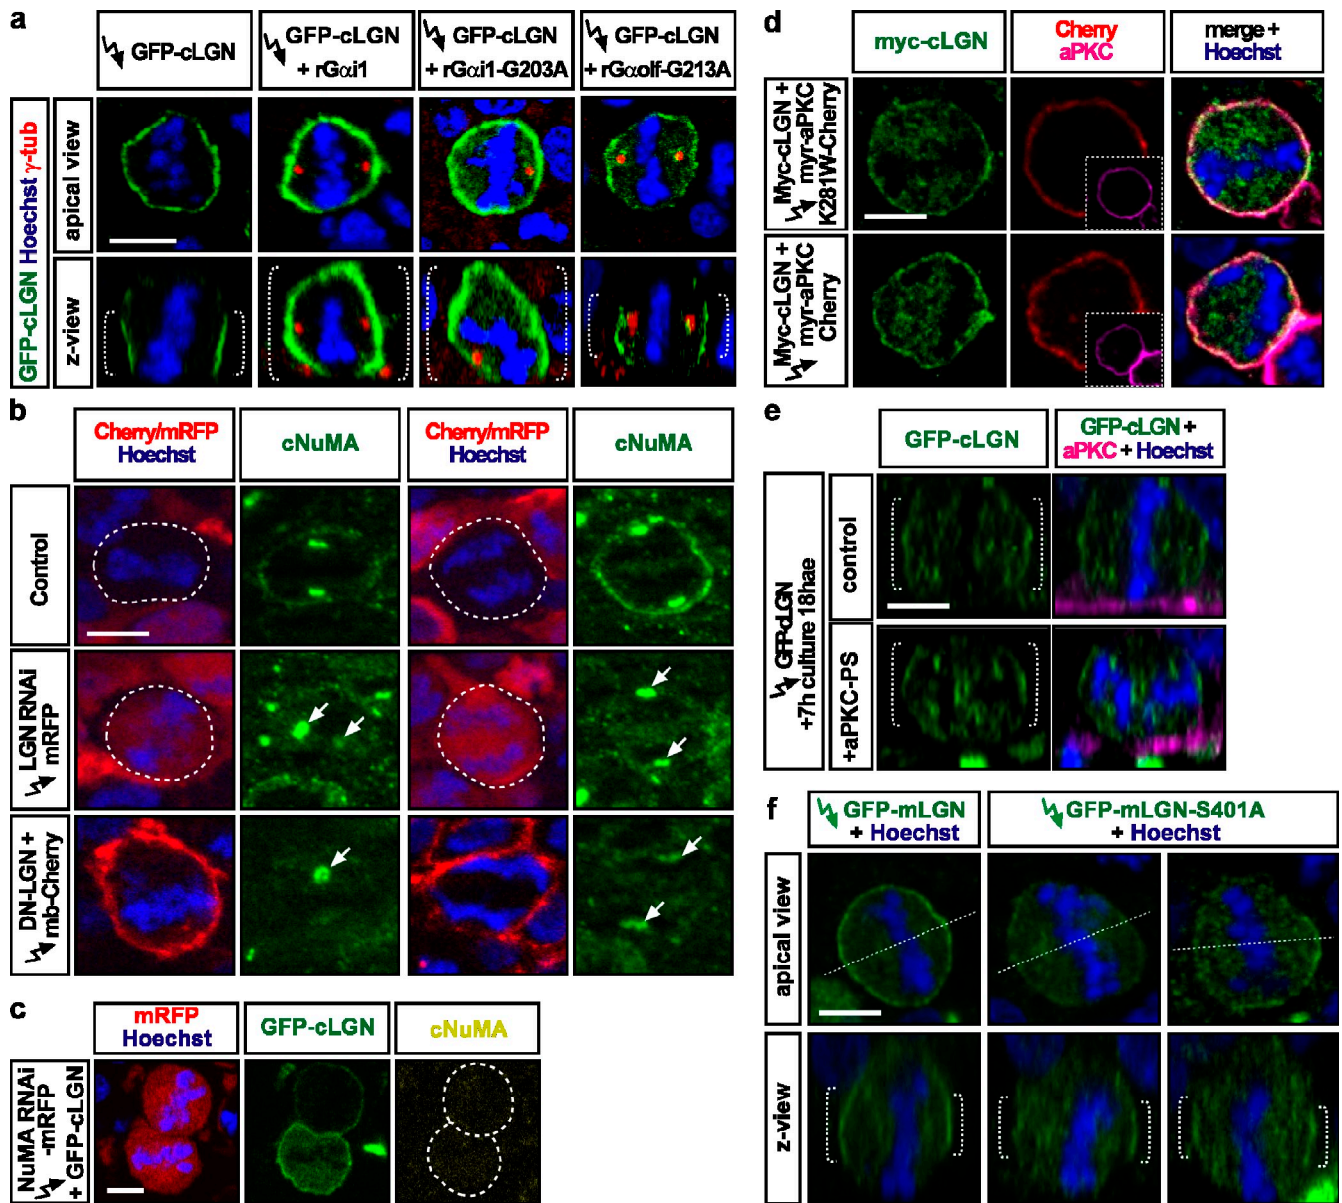 a
GFP-cLGN
GFP-cLGN
+ rGαi1
GFP-cLGN
+ rGαi1-G203A
GFP-cLGN
+ rGαolf-G213A
GFP-cLGN Hoechst γ-tub
apical view
z-view
b
Cherry/mRFP
Hoechst
cNuMA
Cherry/mRFP
Hoechst
cNuMA
Control
LGN RNAi
mRFP
DN-LGN +
mb-Cherry
c
mRFP
Hoechst
GFP-cLGN
cNuMA
NuMA RNAi
-mRFP
+ GFP-cLGN
d
myc-cLGN
Cherry
aPKC
merge +
Hoechst
Myc-cLGN +
myr-aPKC
K281W-Cherry
Myc-cLGN +
myr-aPKC
Cherry
e
GFP-cLGN
GFP-cLGN +
aPKC + Hoechst
GFP-cLGN
+7h culture 18hae
control
+aPKC-PS
f
GFP-mLGN
+ Hoechst
GFP-mLGN-S401A
+ Hoechst
apical view
z-view